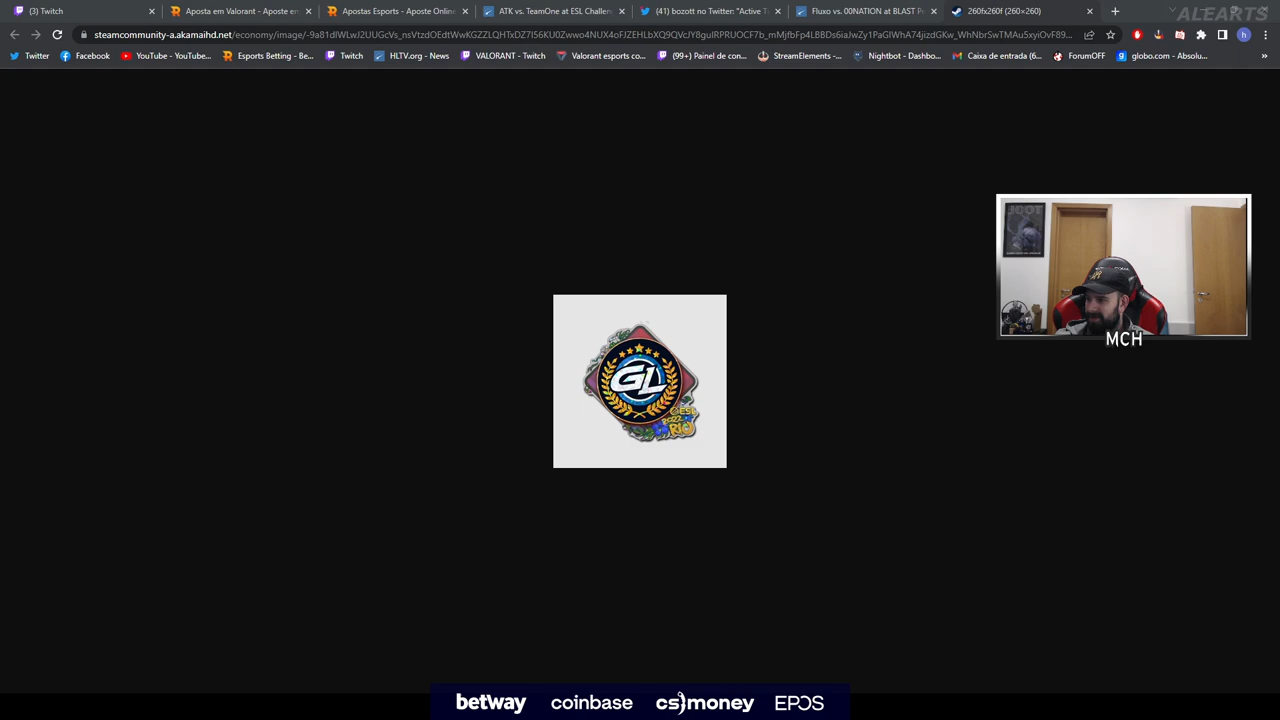 ALEARTS
(3) Twitch
Aposta em Valorant - Aposte en
Apostas Esports - Aposte Online
ATK vs. TeamOne at ESL Challen
(41) bozott no Twitter: "Active T
Fluxo vs. 00NATION at BLAST Pr
260fx260f (260×260)
steamcommunity-a.akamaihd.net/economy/image/
Twitter
Facebook
YouTube - YouTube...
Esports Betting - Be...
Twitch
HLTV.org - News
VALORANT - Twitch
Valorant esports co...
(99+) Painel de con...
StreamElements -...
Nightbot - Dashbo...
Caixa de entrada (6...
ForumOFF
globo.com - Absolu...
h
GL
ESL
2022
RIO
MCH
betway
coinbase
cs money
EPOS